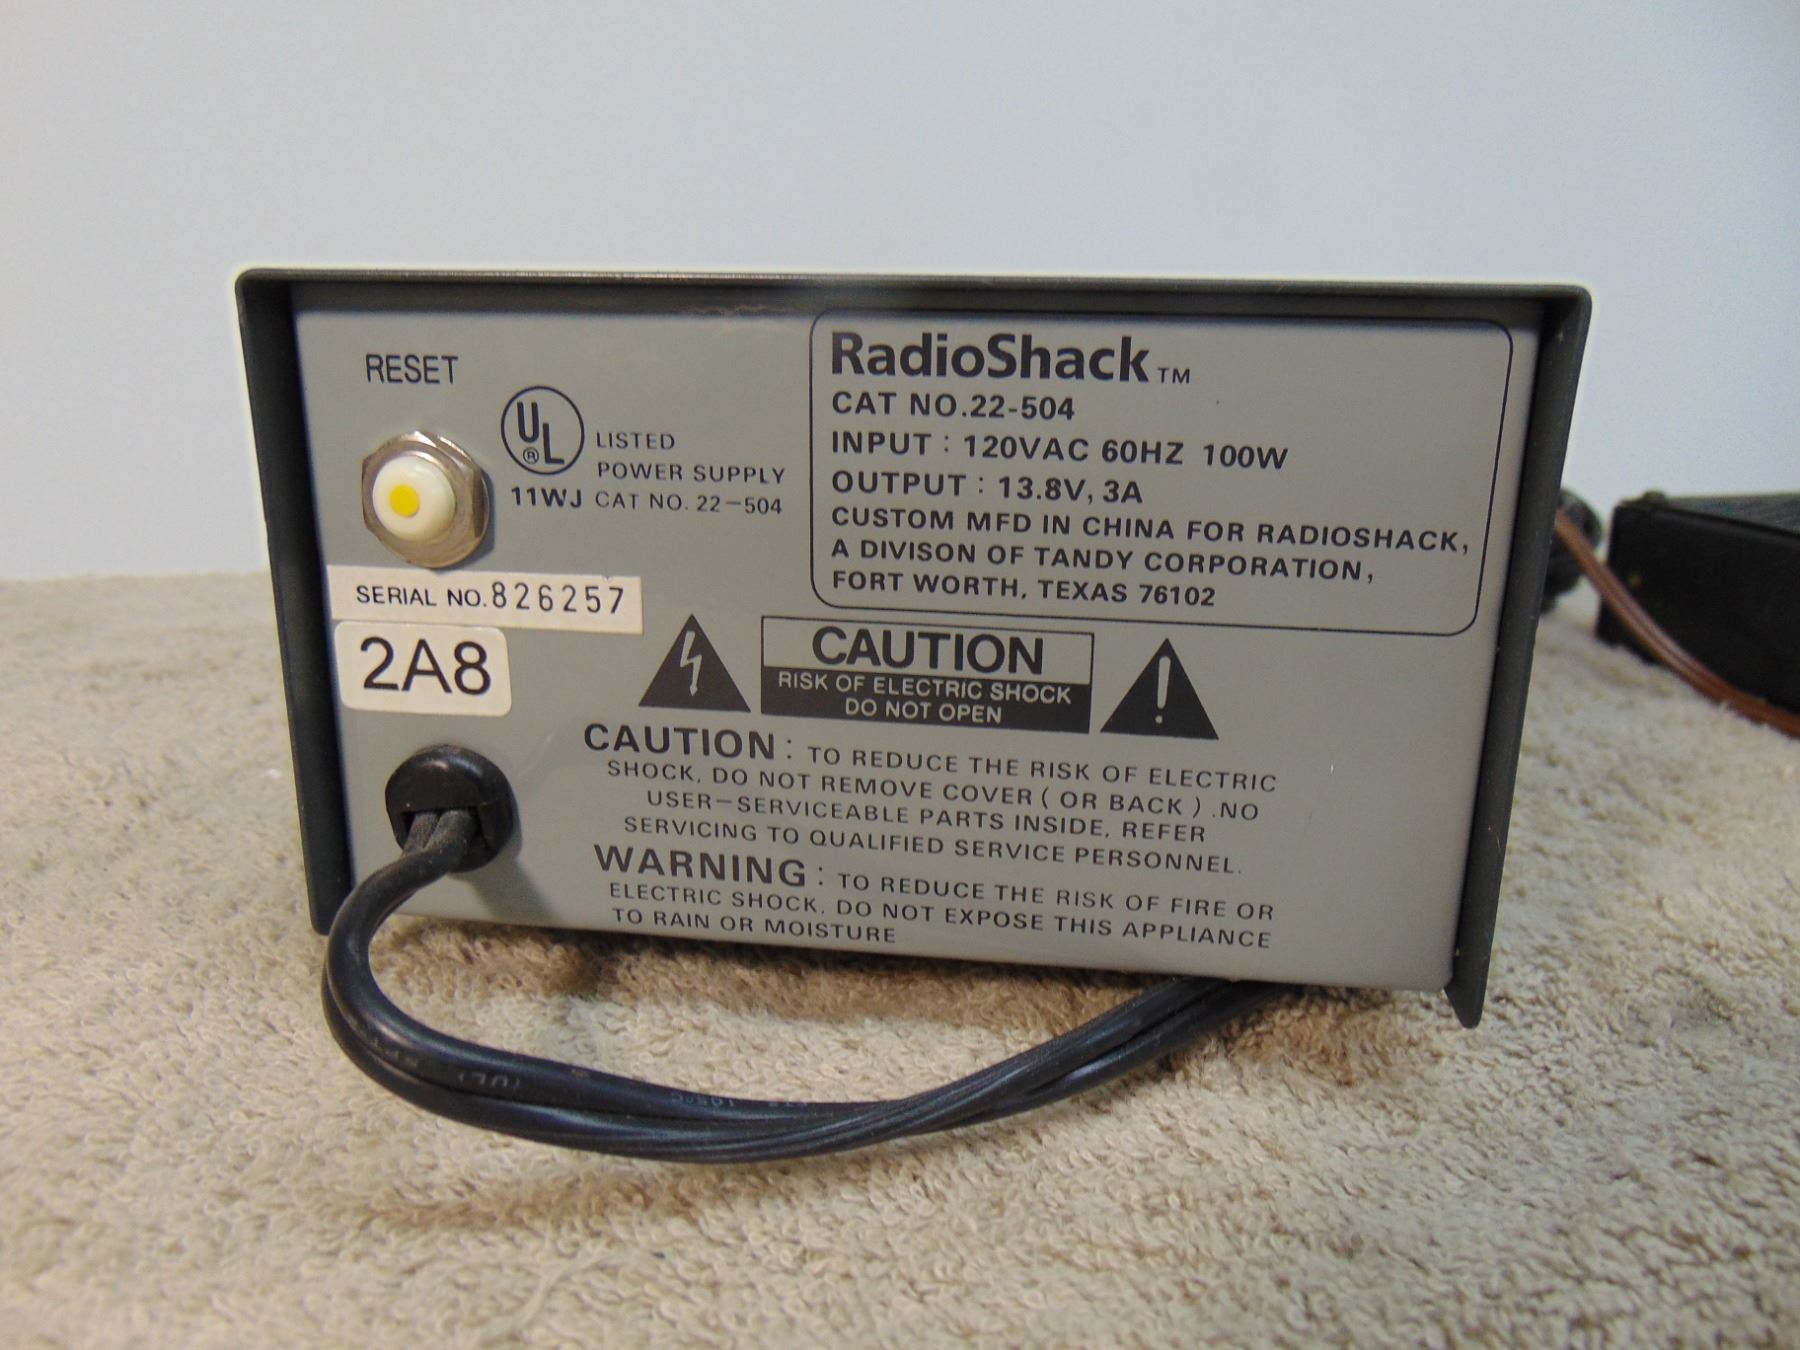 RESET
UL
®
LISTED
POWER SUPPLY
11WJ CAT NO. 22-504
RadioShack TM
CAT NO.22-504
INPUT : 120VAC 60HZ 100W
OUTPUT : 13.8V, 3A
CUSTOM MFD IN CHINA FOR RADIOSHACK,
A DIVISON OF TANDY CORPORATION,
FORT WORTH, TEXAS 76102
SERIAL NO. 826257
2A8
CAUTION
RISK OF ELECTRIC SHOCK
DO NOT OPEN
CAUTION : TO REDUCE THE RISK OF ELECTRIC
SHOCK, DO NOT REMOVE COVER ( OR BACK ) .NO
USER-SERVICEABLE PARTS INSIDE, REFER
SERVICING TO QUALIFIED SERVICE PERSONNEL.
WARNING : TO REDUCE THE RISK OF FIRE OR
ELECTRIC SHOCK, DO NOT EXPOSE THIS APPLIANCE
TO RAIN OR MOISTURE
(UL) 105°C